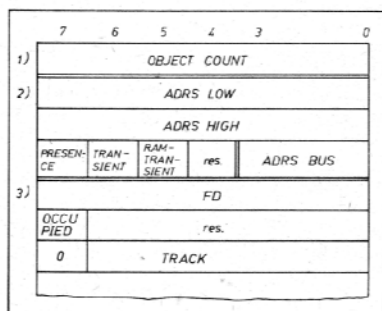 7 6 5 4 3 0
1) OBJECT COUNT
2) ADRS LOW
ADRS HIGH
PRESEN- TRAN- RAM-
CE SIENT TRAN- res. ADRS BUS
SIENT
3) FD
OCCU
PIED res.
0 TRACK